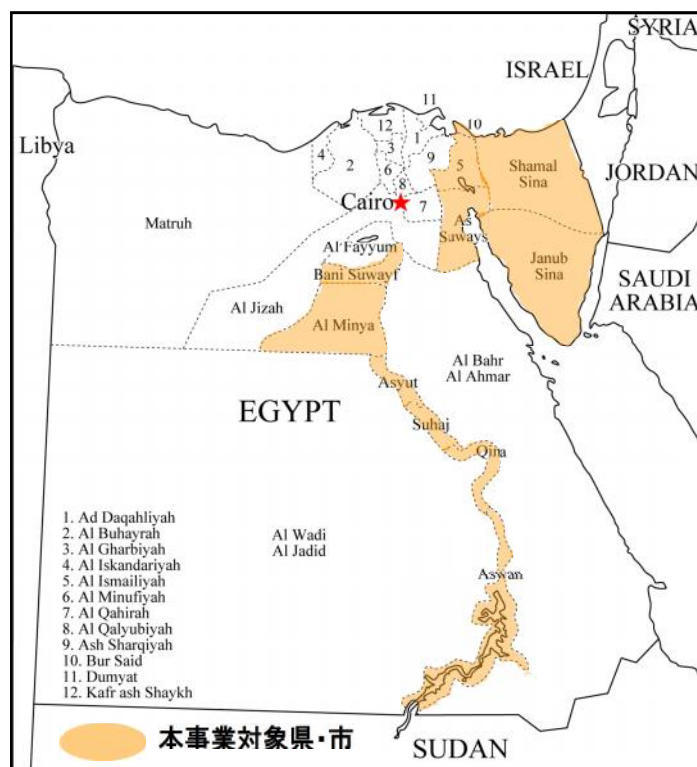 SYRIA
ISRAEL
11
10
12
1
Libya
4
2
3
9
5
Shamal
Sina
6
8
JORDAN
Cairo
7
Matruh
As
Suways
Al Fayyum
Janub
Sina
Bani Suwayf
SAUDI
ARABIA
Al Jizah
Al Minya
Al Bahr
Al Ahmar
Asyut
EGYPT
Suhaj
Qina
1. Ad Daqahliyah
2. Al Buhayrah
3. Al Gharbiyah
4. Al Iskandariyah
5. Al Ismailiyah
6. Al Minufiyah
7. Al Qahirah
8. Al Qalyubiyah
9. Ash Sharqiyah
10. Bur Said
11. Dumyat
12. Kafr ash Shaykh
Al Wadi
Al Jadid
Aswan
本事業対象県・市
SUDAN